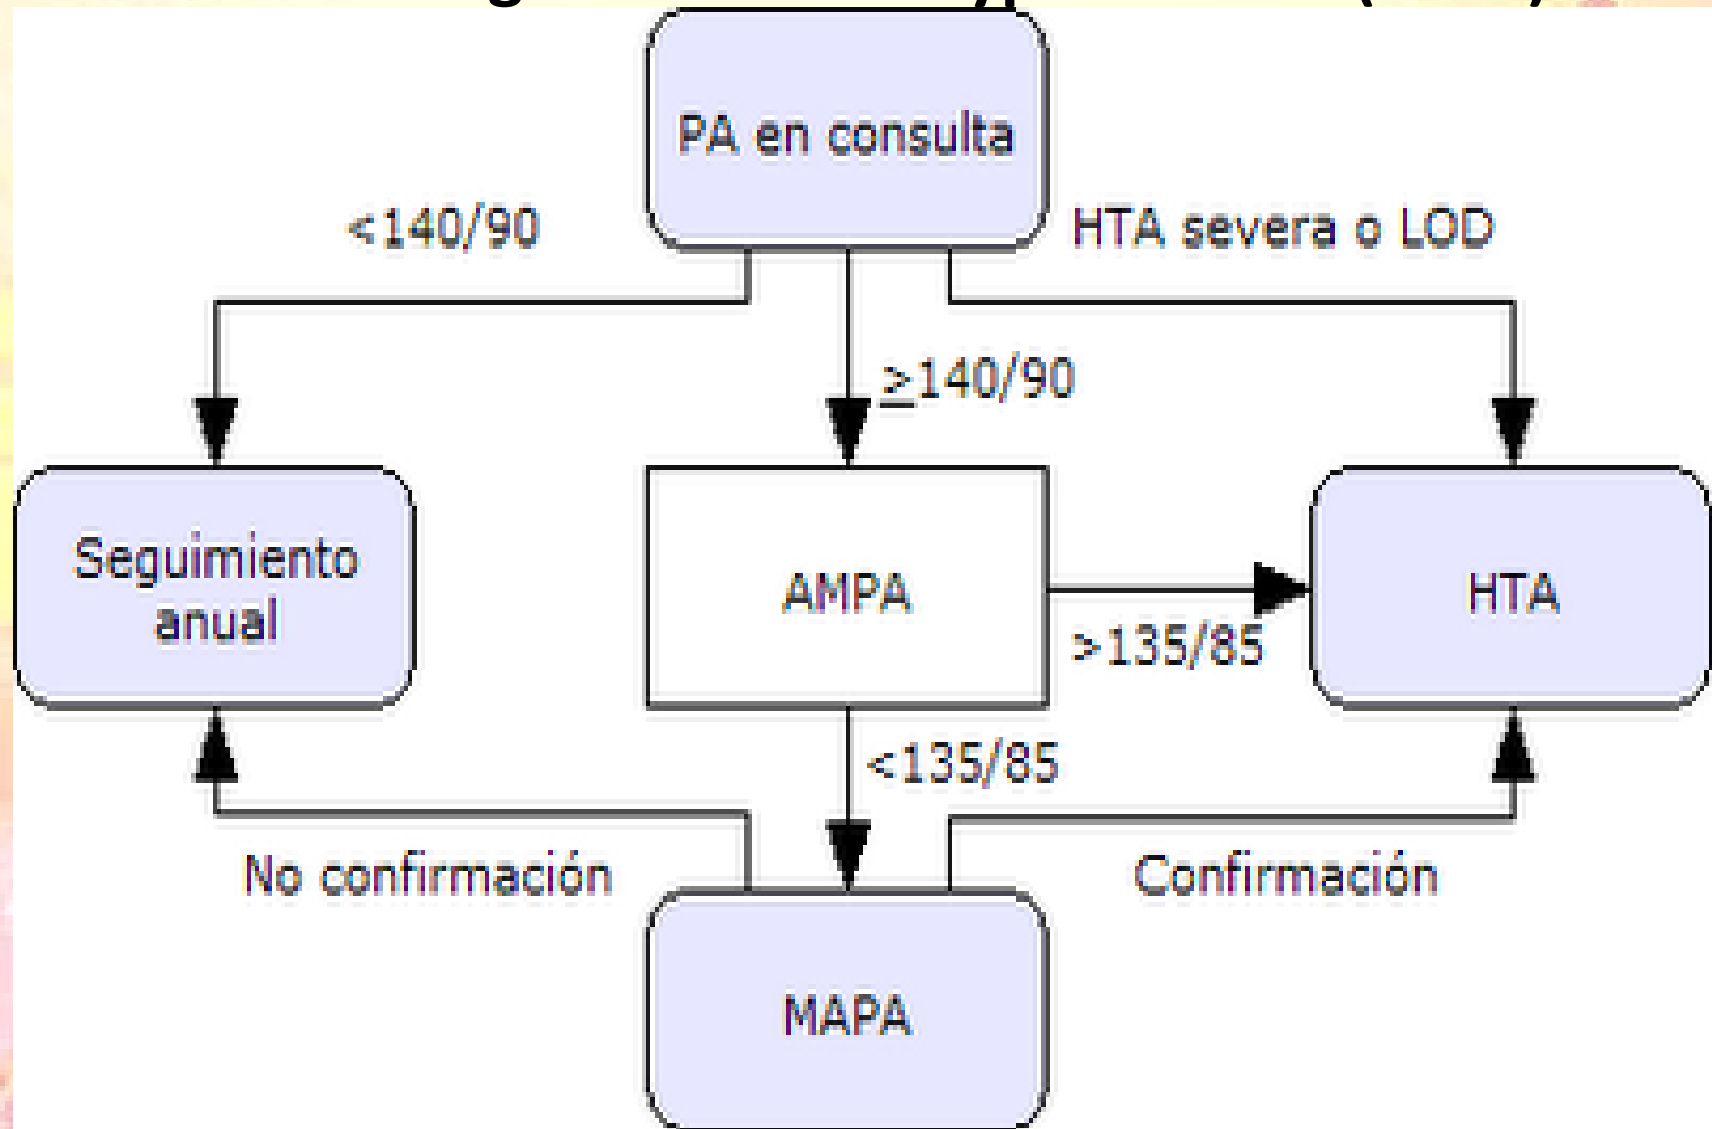 PA en consulta
<140/90
HTA severa o LOD
≥140/90
Seguimiento
anual
AMPA
HTA
>135/85
<135/85
No confirmación
Confirmación
MAPA